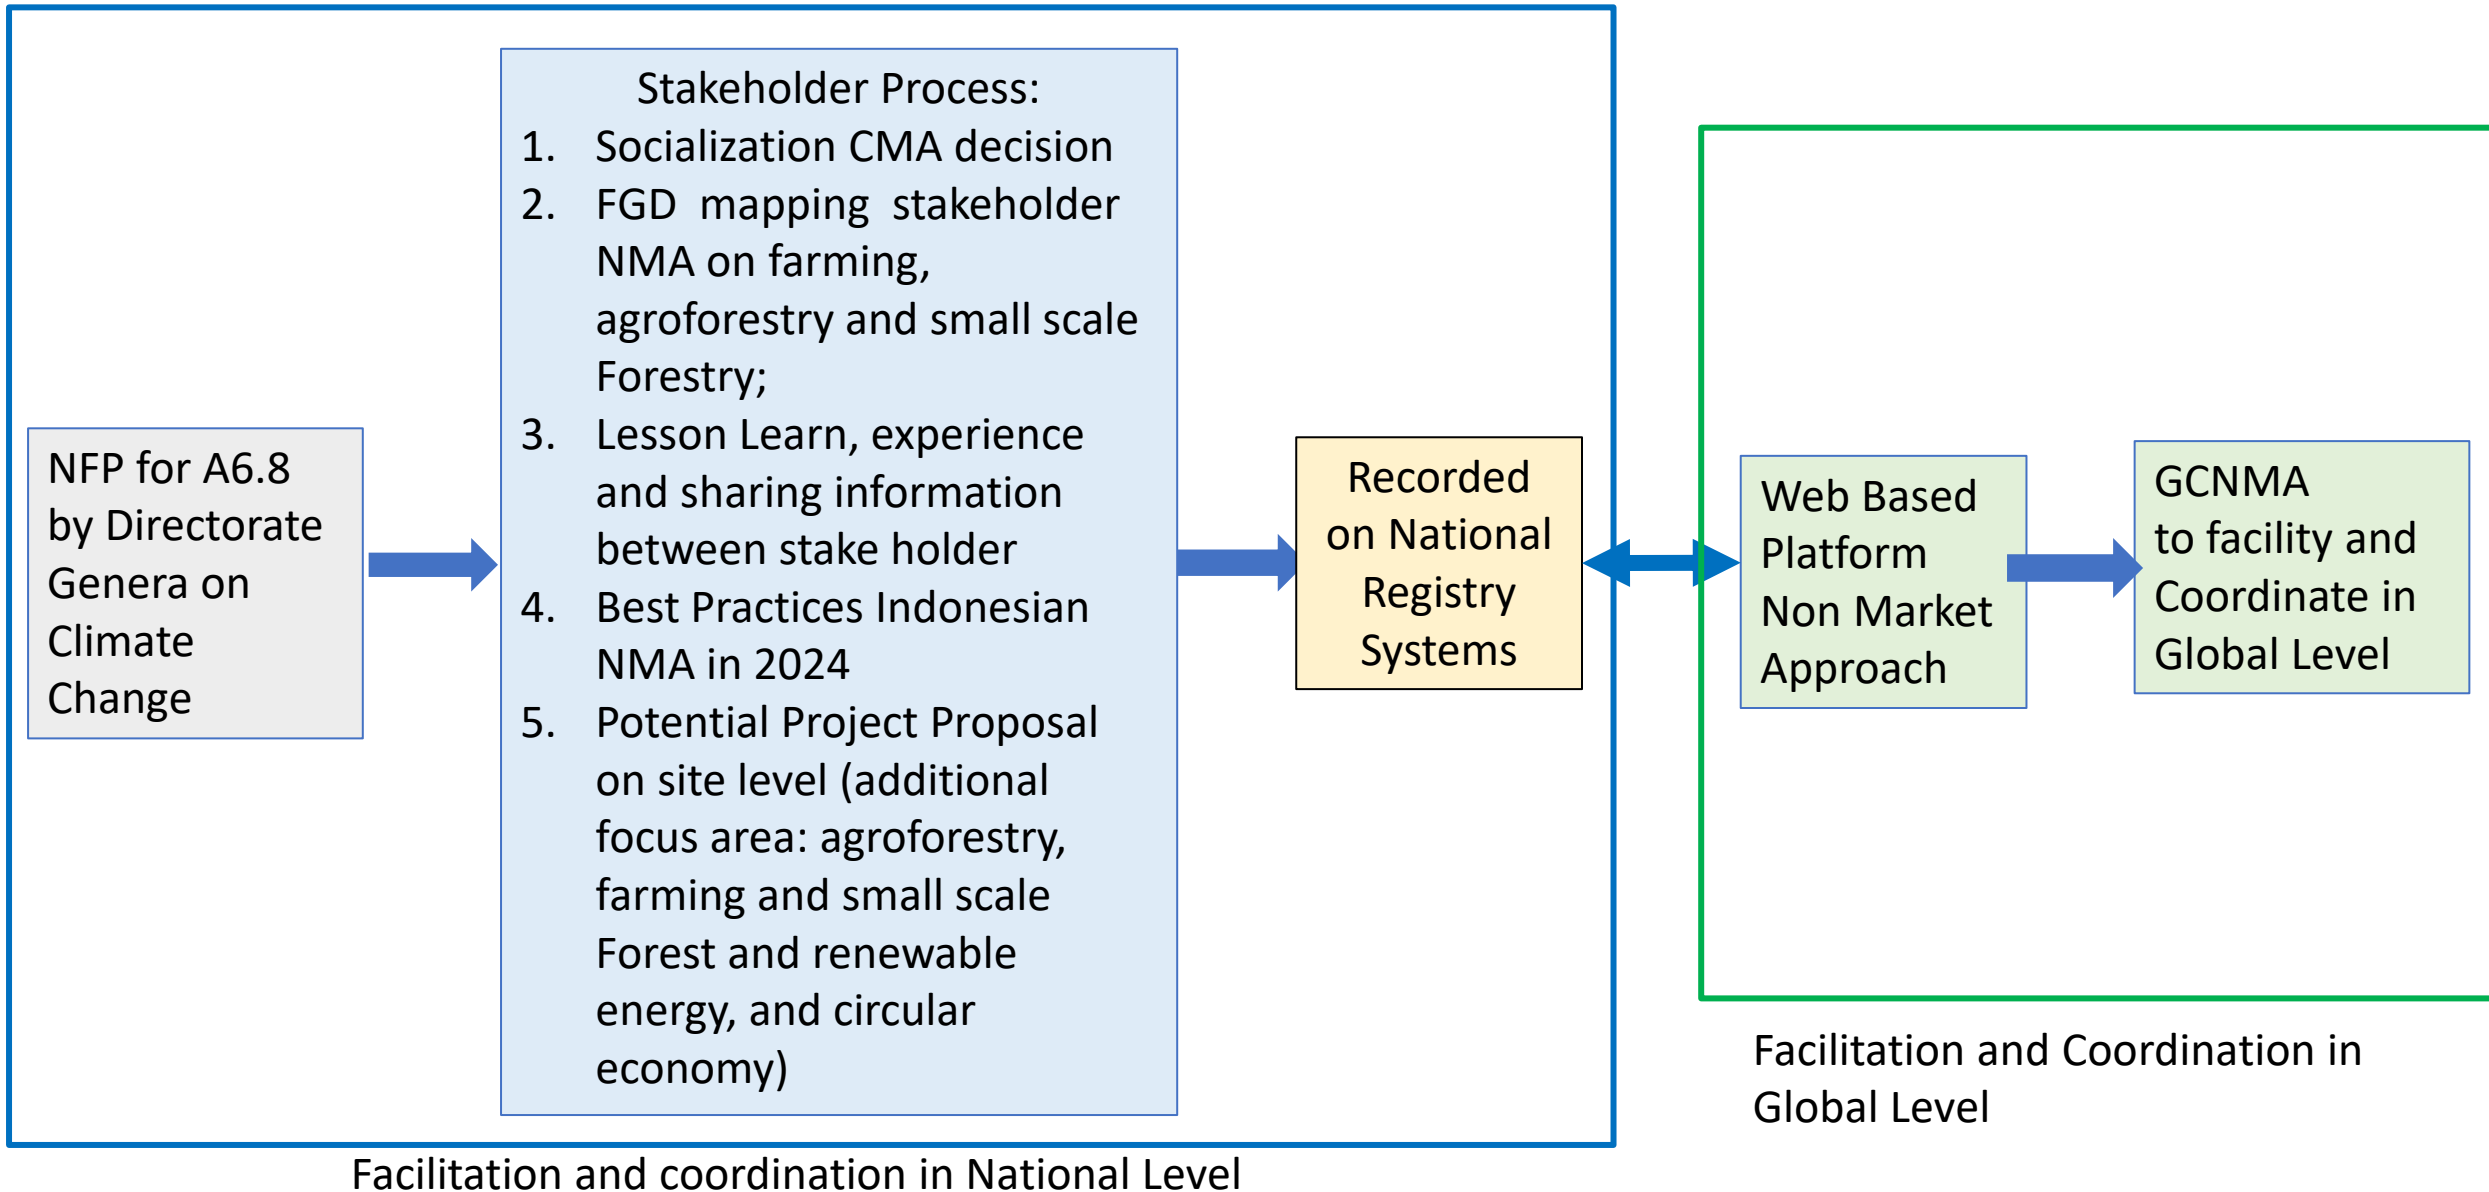 NFP for A6.8
by Directorate
Genera on
Climate
Change
Stakeholder Process:
1. Socialization CMA decision
2. FGD mapping stakeholder
NMA on farming,
agroforestry and small scale
Forestry;
3. Lesson Learn, experience
and sharing information
between stake holder
4. Best Practices Indonesian
NMA in 2024
5. Potential Project Proposal
on site level (additional
focus area: agroforestry,
farming and small scale
Forest and renewable
energy, and circular
economy)
Recorded
on National
Registry
Systems
Facilitation and coordination in National Level
Web Based
Platform
Non Market
Approach
GCNMA
to facility and
Coordinate in
Global Level
Facilitation and Coordination in
Global Level